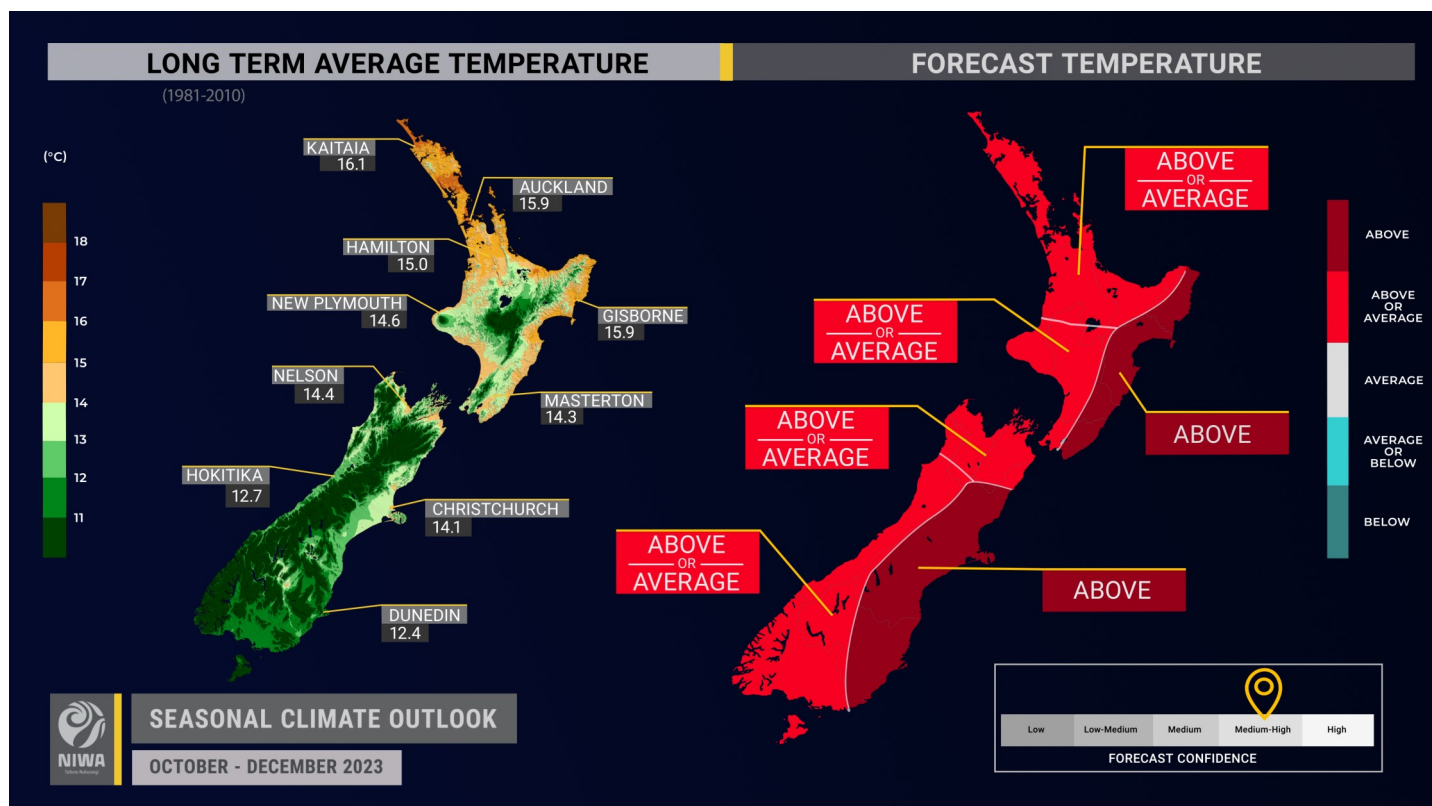 LONG TERM AVERAGE TEMPERATURE
(1981-2010)
(°C)
18
17
16
15
14
13
12
11
KAITAIA
16.1
AUCKLAND
15.9
HAMILTON
15.0
NEW PLYMOUTH
14.6
GISBORNE
15.9
NELSON
14.4
MASTERTON
14.3
HOKITIKA
12.7
CHRISTCHURCH
14.1
DUNEDIN
12.4
NIWA
Taihoro Nukurangi
SEASONAL CLIMATE OUTLOOK
OCTOBER - DECEMBER 2023
FORECAST TEMPERATURE
ABOVE
OR
AVERAGE
ABOVE
OR
AVERAGE
ABOVE
ABOVE
OR
AVERAGE
ABOVE
OR
AVERAGE
ABOVE
ABOVE
ABOVE
OR
AVERAGE
AVERAGE
AVERAGE
OR
BELOW
BELOW
Low Low-Medium Medium Medium-High High
FORECAST CONFIDENCE